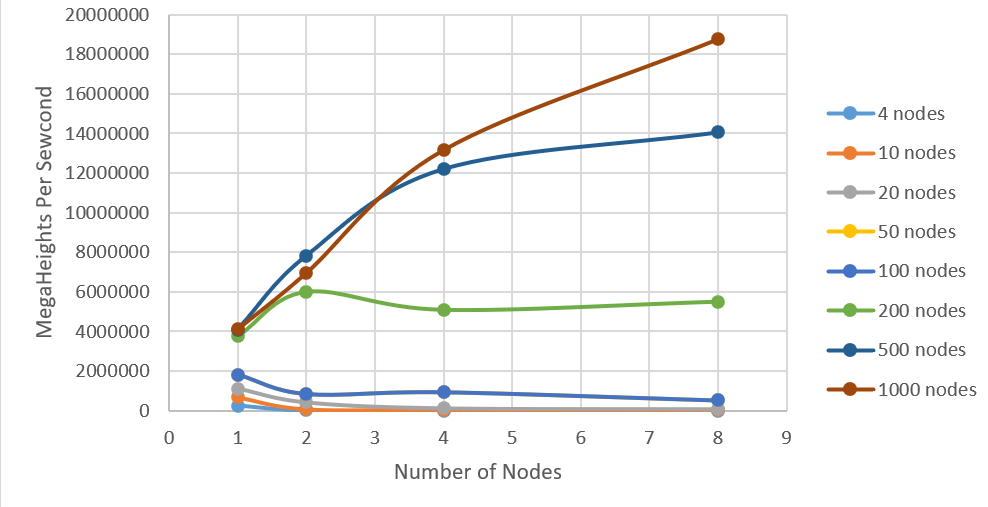 20000000
18000000
16000000
14000000
12000000
10000000
8000000
6000000
4000000
2000000
0
MegaHeights Per Sewcond
0 1 2 3 4 5 6 7 8 9
Number of Nodes
4 nodes
10 nodes
20 nodes
50 nodes
100 nodes
200 nodes
500 nodes
1000 nodes